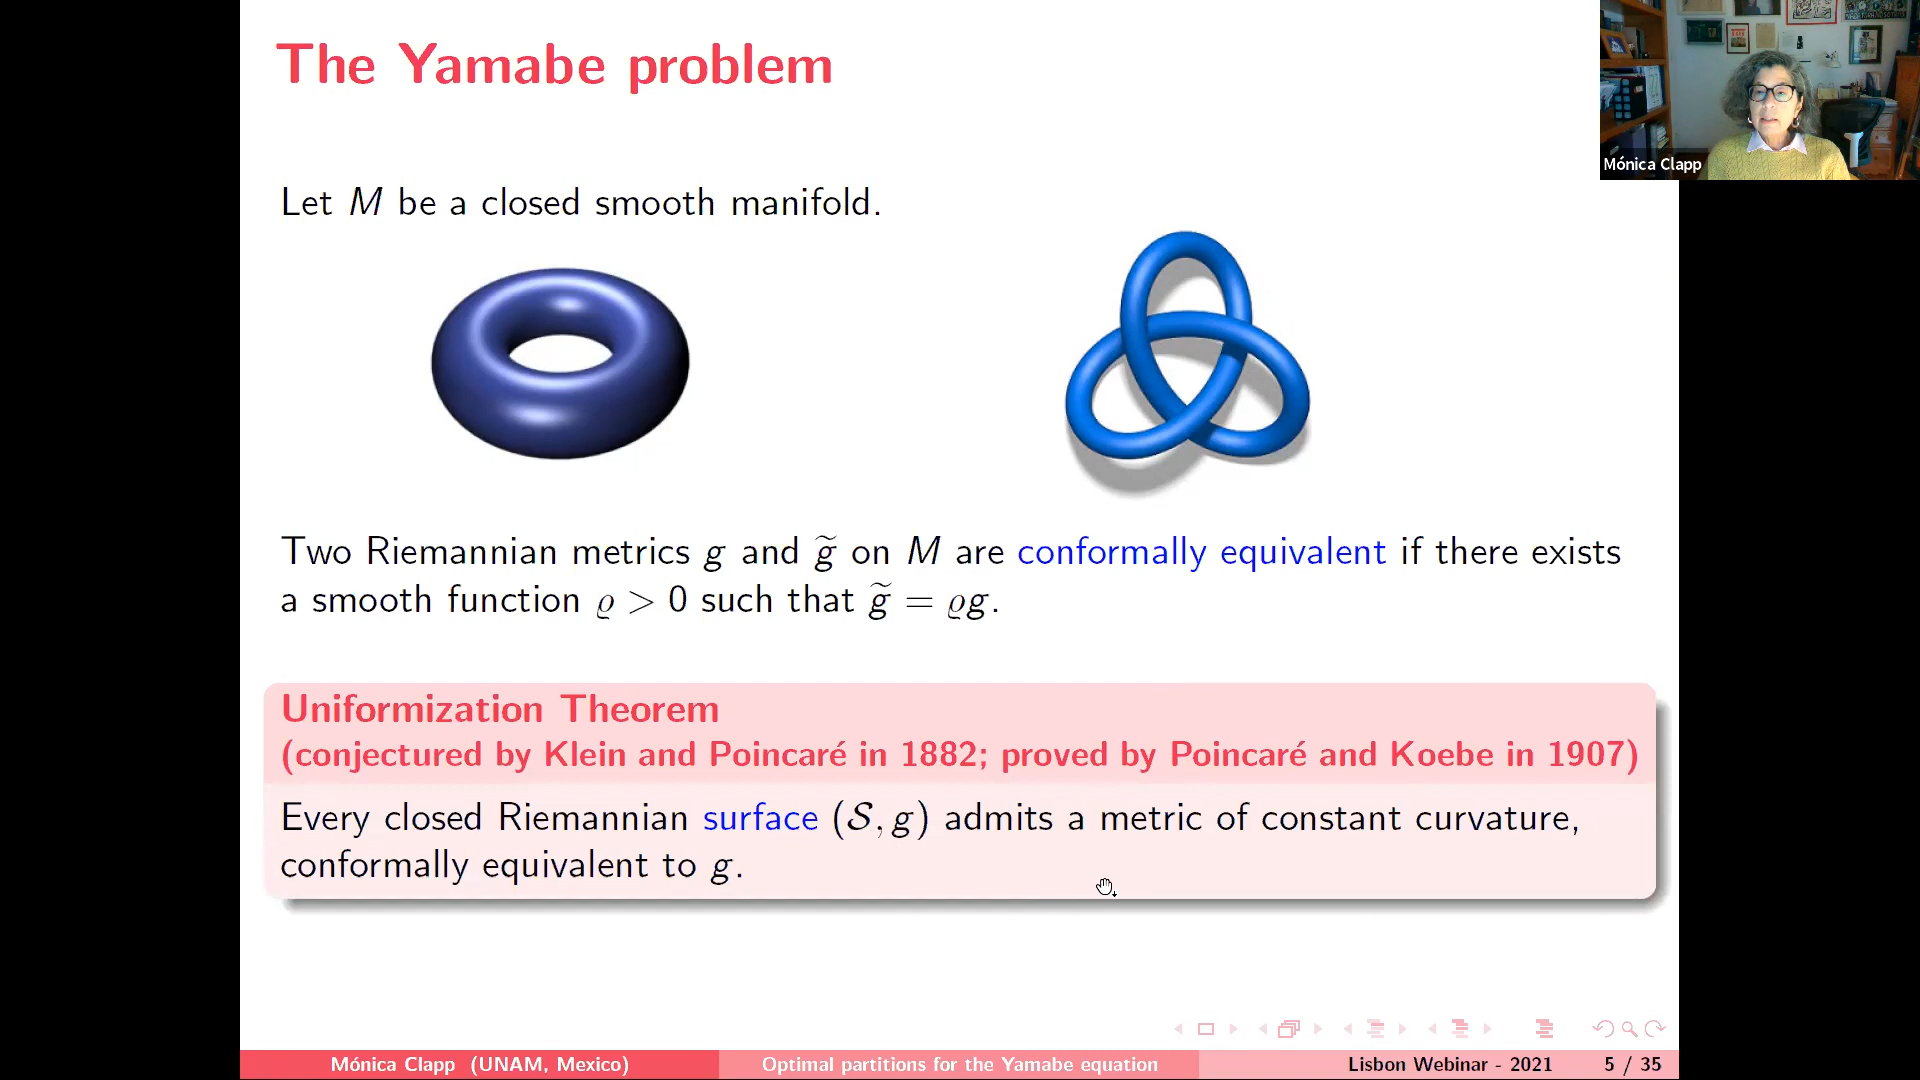 The Yamabe problem
Mónica Clapp
Let M be a closed smooth manifold.
Two Riemannian metrics g and g̃ on M are conformally equivalent if there exists
a smooth function ϱ > 0 such that g̃ = ϱg.
Uniformization Theorem
(conjectured by Klein and Poincaré in 1882; proved by Poincaré and Koebe in 1907)
Every closed Riemannian surface (𝒮, g) admits a metric of constant curvature,
conformally equivalent to g.
Mónica Clapp (UNAM, Mexico) Optimal partitions for the Yamabe equation Lisbon Webinar - 2021 5 / 35